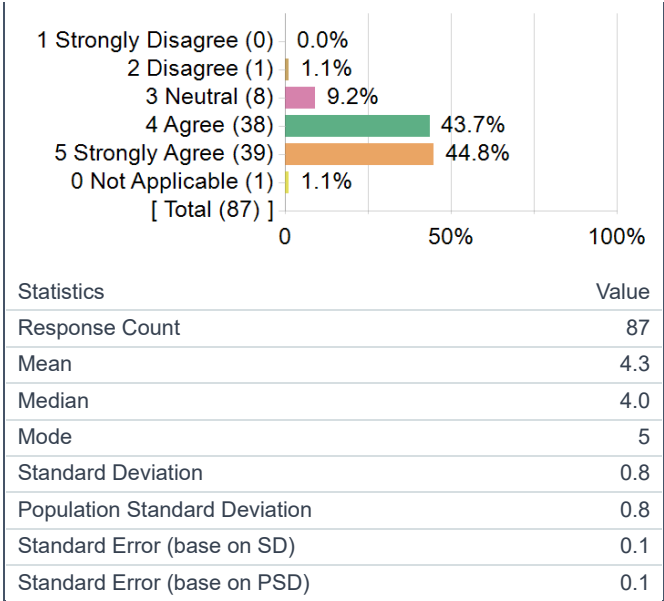 1 Strongly Disagree (0) 0.0%
2 Disagree (1) 1.1%
3 Neutral (8) 9.2%
4 Agree (38) 43.7%
5 Strongly Agree (39) 44.8%
0 Not Applicable (1) 1.1%
[ Total (87) ]
0 50% 100%
Statistics Value
Response Count 87
Mean 4.3
Median 4.0
Mode 5
Standard Deviation 0.8
Population Standard Deviation 0.8
Standard Error (base on SD) 0.1
Standard Error (base on PSD) 0.1